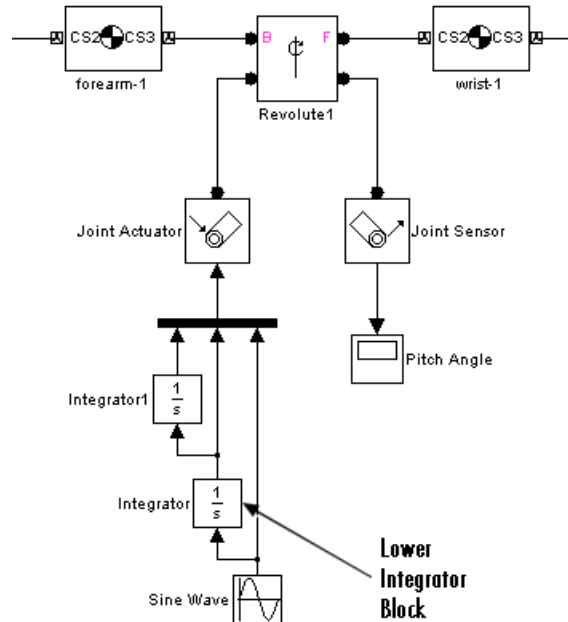 CS2 CS3
forearm-1
B F
Revolute1
CS2 CS3
wrist-1
Joint Actuator
Joint Sensor
Pitch Angle
Integrator1
1
s
Integrator
1
s
Sine Wave
Lower
Integrator
Block